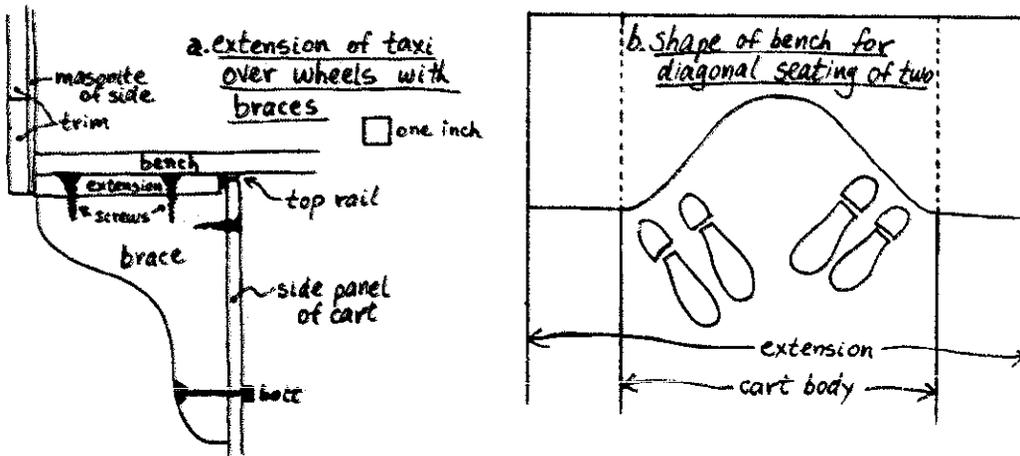 a. extension of taxi
over wheels with
braces
one inch
masonite
of side
trim
bench
extension
screws
top rail
brace
side panel
of cart
bolt
b. shape of bench for
diagonal seating of two
extension
cart body